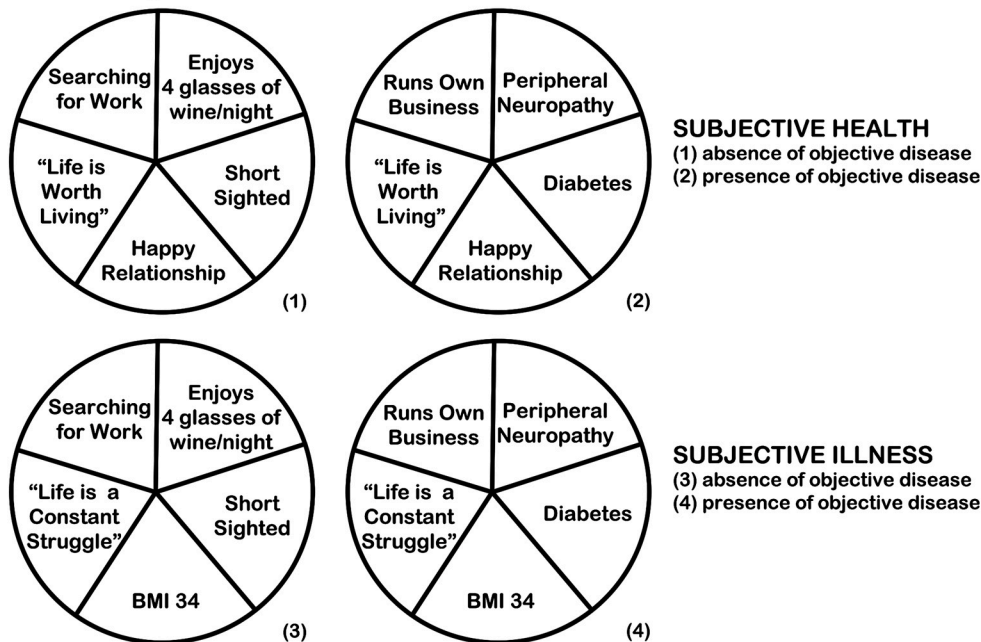 Searching
for Work
Enjoys
4 glasses of
wine/night
Short
Sighted
Happy
Relationship
“Life is
Worth
Living”
(1)
Runs Own
Business
Peripheral
Neuropathy
Diabetes
Happy
Relationship
“Life is
Worth
Living”
(2)
SUBJECTIVE HEALTH
(1) absence of objective disease
(2) presence of objective disease
Searching
for Work
Enjoys
4 glasses of
wine/night
Short
Sighted
BMI 34
“Life is a
Constant
Struggle”
(3)
Runs Own
Business
Peripheral
Neuropathy
Diabetes
BMI 34
“Life is a
Constant
Struggle”
(4)
SUBJECTIVE ILLNESS
(3) absence of objective disease
(4) presence of objective disease